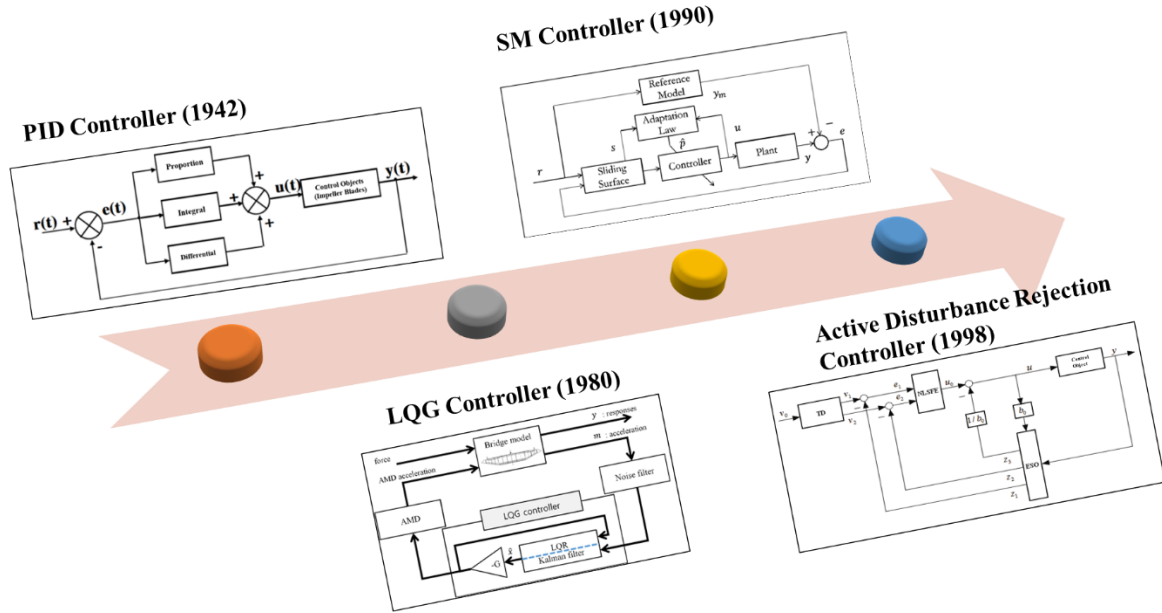 PID Controller (1942)
Proportion
Integral
Differential
r(t)
+
-
e(t)
+
+
+
u(t)
Control Objects
(Impeller Blades)
y(t)
SM Controller (1990)
Reference
Model
y_m
Adaptation
Law
s
p̂
u
r
Sliding
Surface
Controller
Plant
+
−
y
e
LQG Controller (1980)
force
AMD acceleration
Bridge model
y : responses
m : acceleration
Noise filter
AMD
LQG controller
-G
x̂
LQR
Kalman filter
Active Disturbance Rejection
Controller (1998)
v₀
TD
v₁
v₂
−
−
e₁
e₂
NLSFE
u₀
−
u
Control
Object
y
1/b₀
b₀
ESO
z₃
z₂
z₁